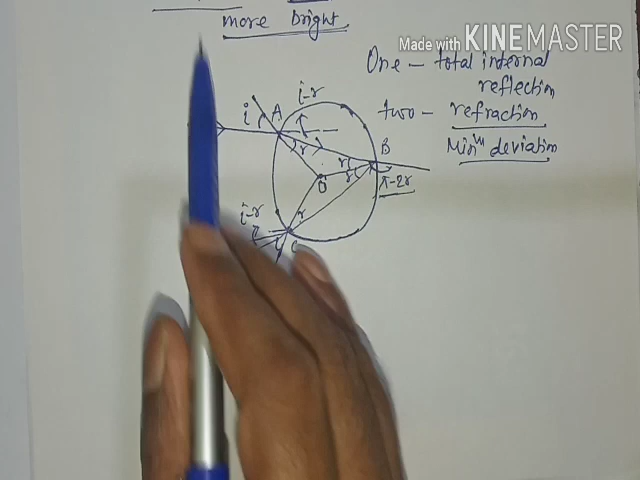 more bright
Made with KINEMASTER
One - total internal
reflection
two - refraction
Minm deviation
i-r
i
A
r
B
r
r
O
π-2r
i-r
r
i
C